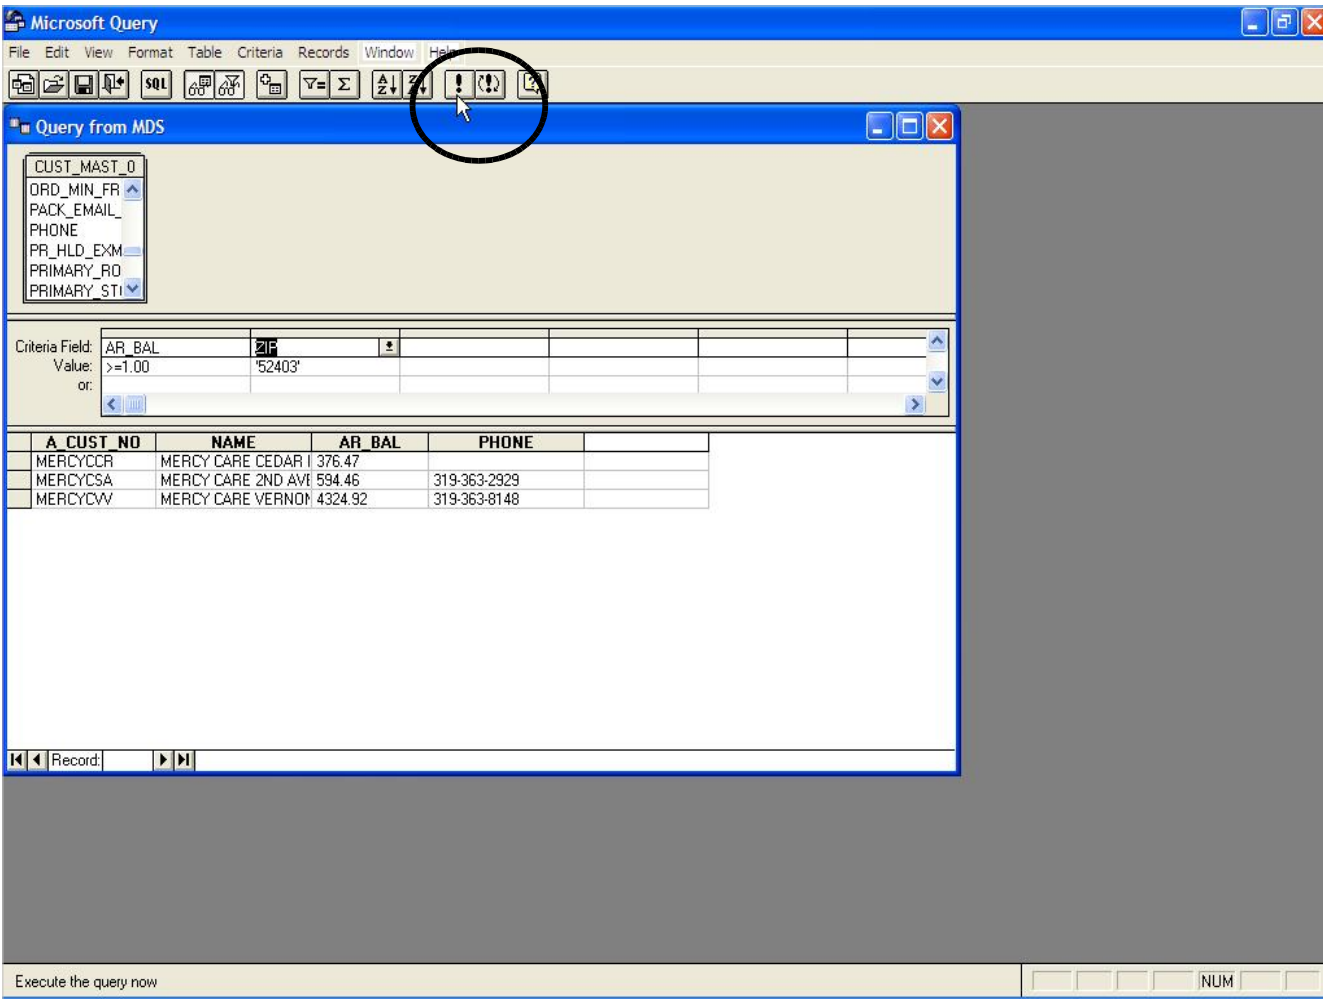 Microsoft Query
File Edit View Format Table Criteria Records Window Help
SQL
Query from MDS
CUST_MAST_0
ORD_MIN_FR
PACK_EMAIL_
PHONE
PR_HLD_EXM
PRIMARY_RO
PRIMARY_ST
Criteria Field: AR_BAL ZIP
Value: >=1.00 '52403'
or:
A_CUST_NO NAME AR_BAL PHONE
MERCYCCR MERCY CARE CEDAR 376.47
MERCYCSA MERCY CARE 2ND AVE 594.46 319-363-2929
MERCYCVV MERCY CARE VERNON 4324.92 319-363-8148
Record:
Execute the query now NUM